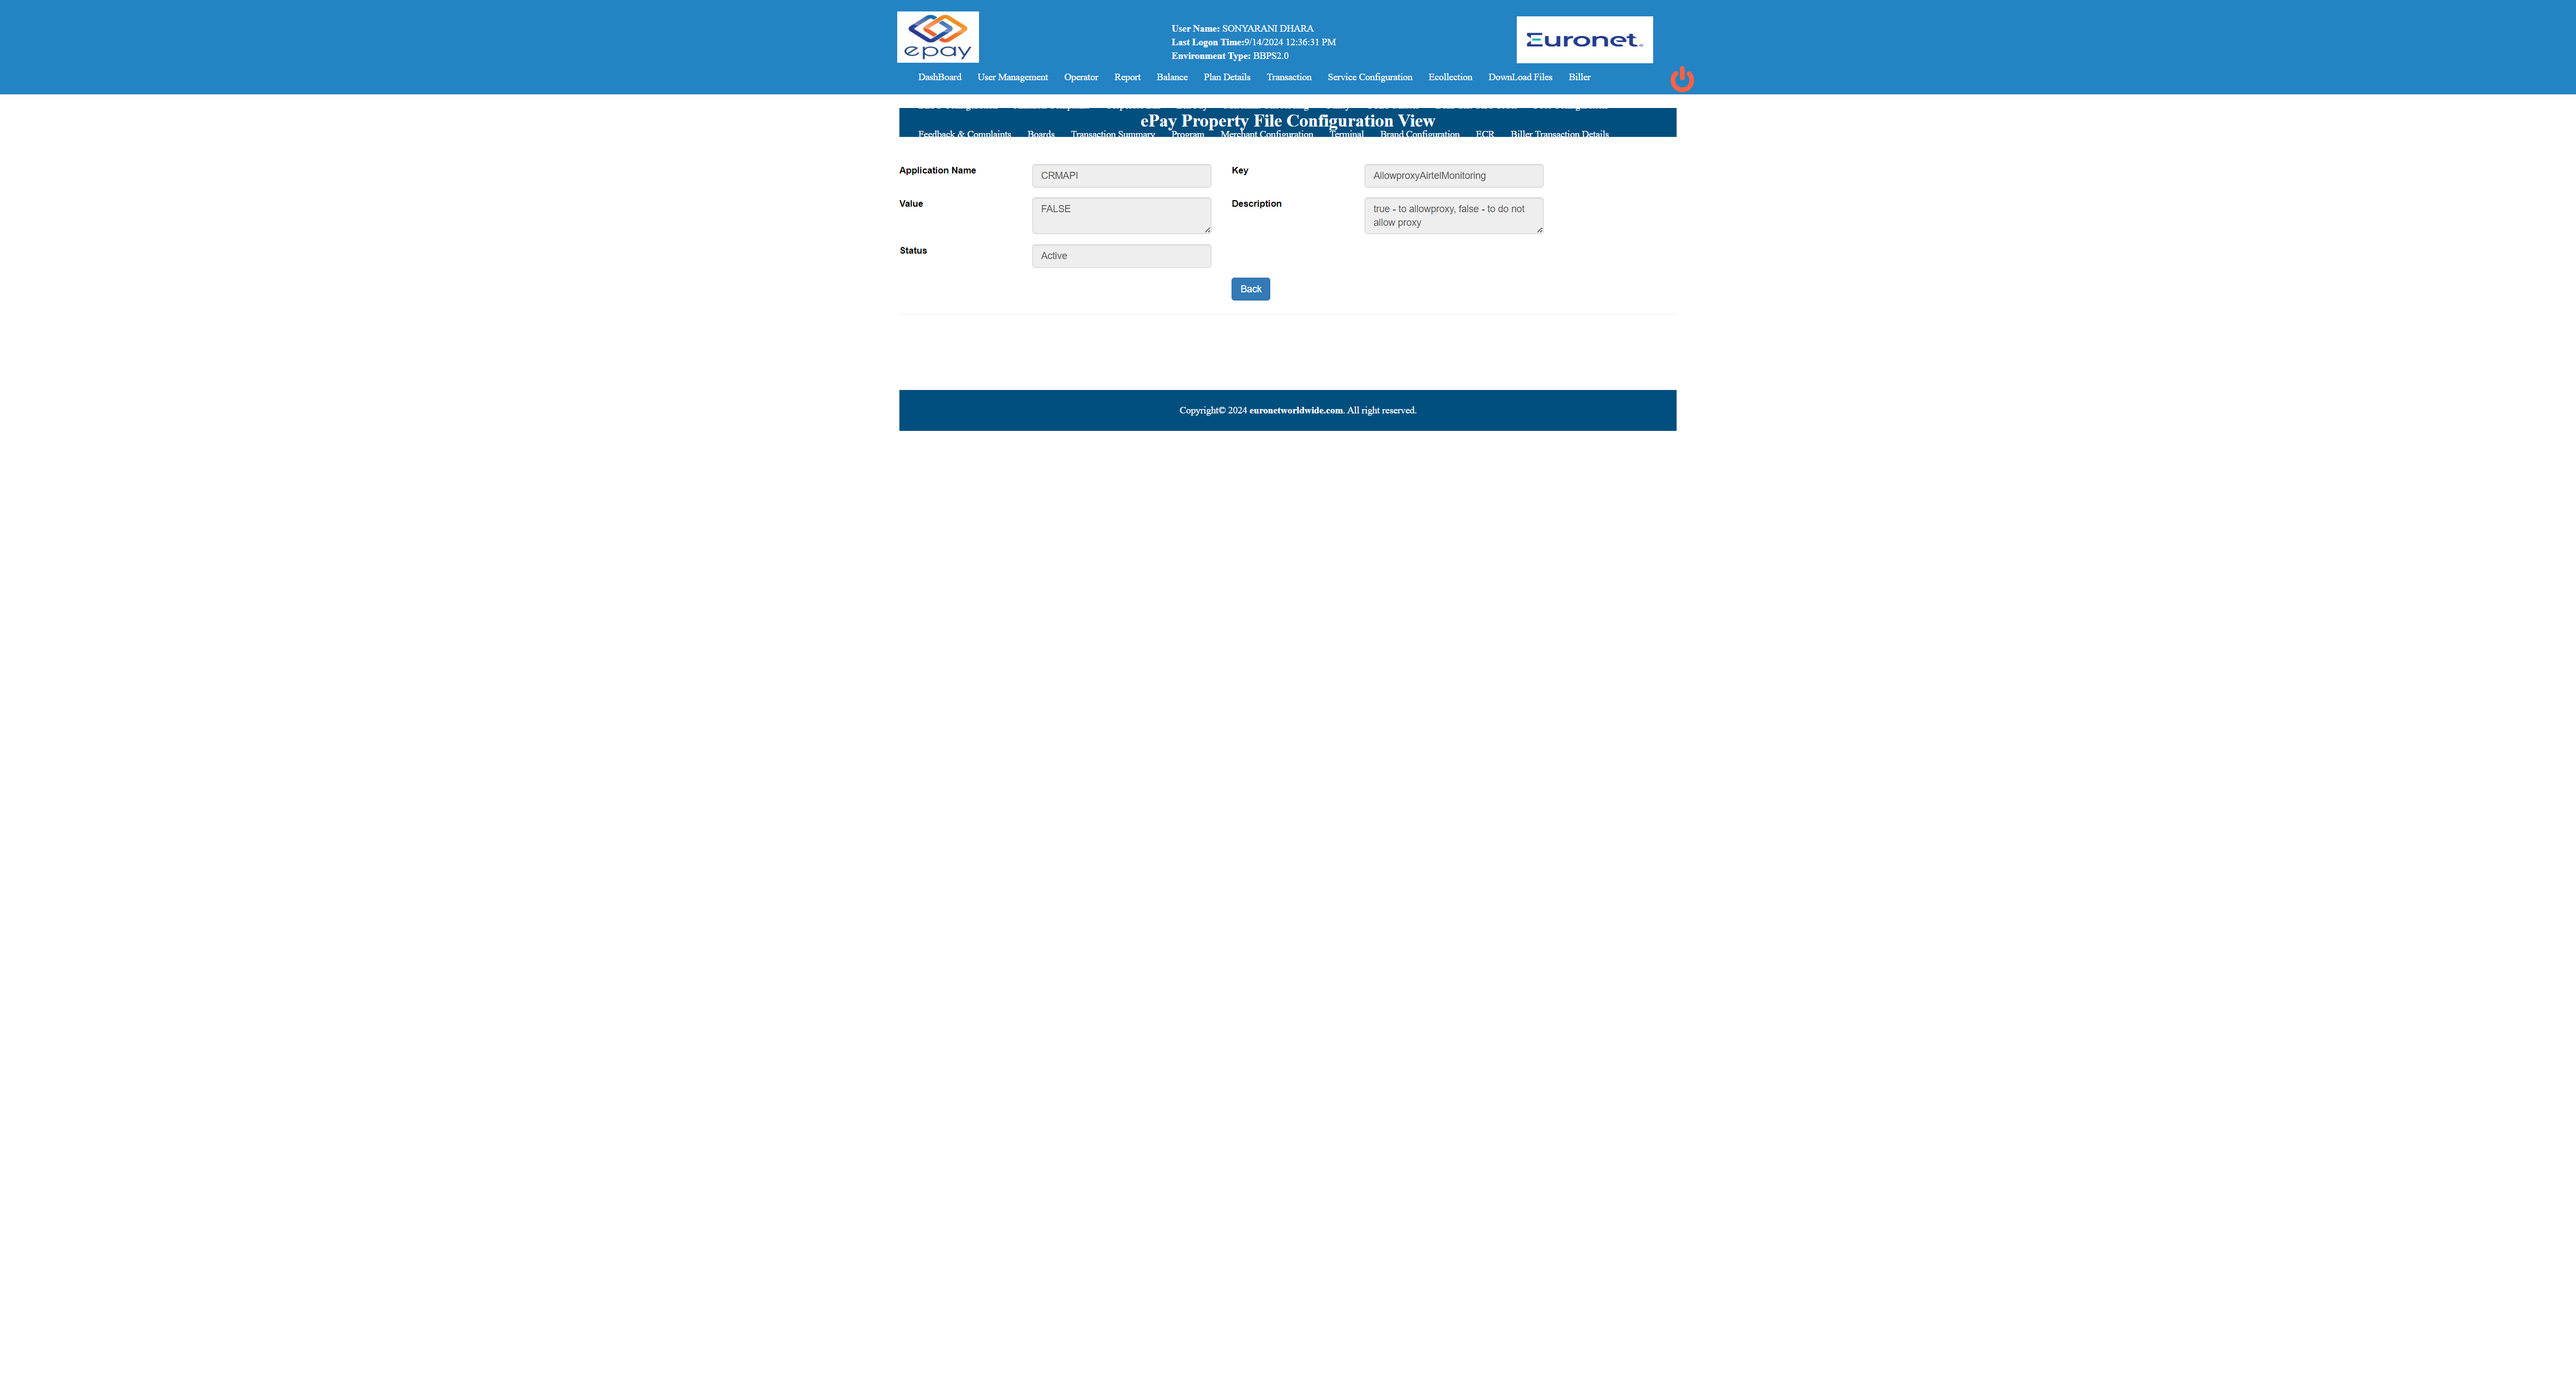 epay
User Name: SONYARANI DHARA
Last Logon Time:9/14/2024 12:36:31 PM
Environment Type: BBPS2.0
Euronet
DashBoard User Management Operator Report Balance Plan Details Transaction Service Configuration Ecollection DownLoad Files Biller
ePay Property File Configuration View
Feedback & Complaints Boards Transaction Summary Program Merchant Configuration Terminal Brand Configuration ECR Biller Transaction Details
Application Name CRMAPI Key AllowproxyAirtelMonitoring
Value FALSE Description true - to allowproxy, false - to do not
allow proxy
Status Active
Back
Copyright© 2024 euronetworldwide.com. All right reserved.